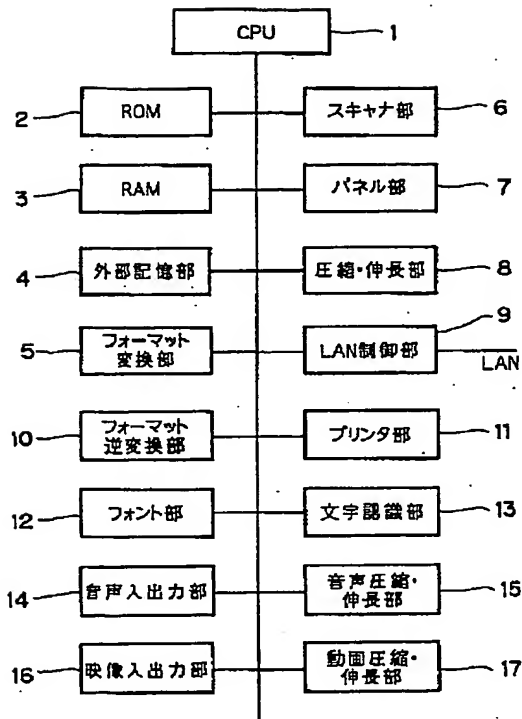 CPU
1
2
ROM
スキャナ部
6
3
RAM
パネル部
7
4
外部記憶部
圧縮・伸長部
8
5
フォーマット
変換部
LAN制御部
9
LAN
10
フォーマット
逆変換部
プリンタ部
11
12
フォント部
文字認識部
13
14
音声入出力部
音声圧縮・
伸長部
15
16
映像入出力部
動画圧縮・
伸長部
17